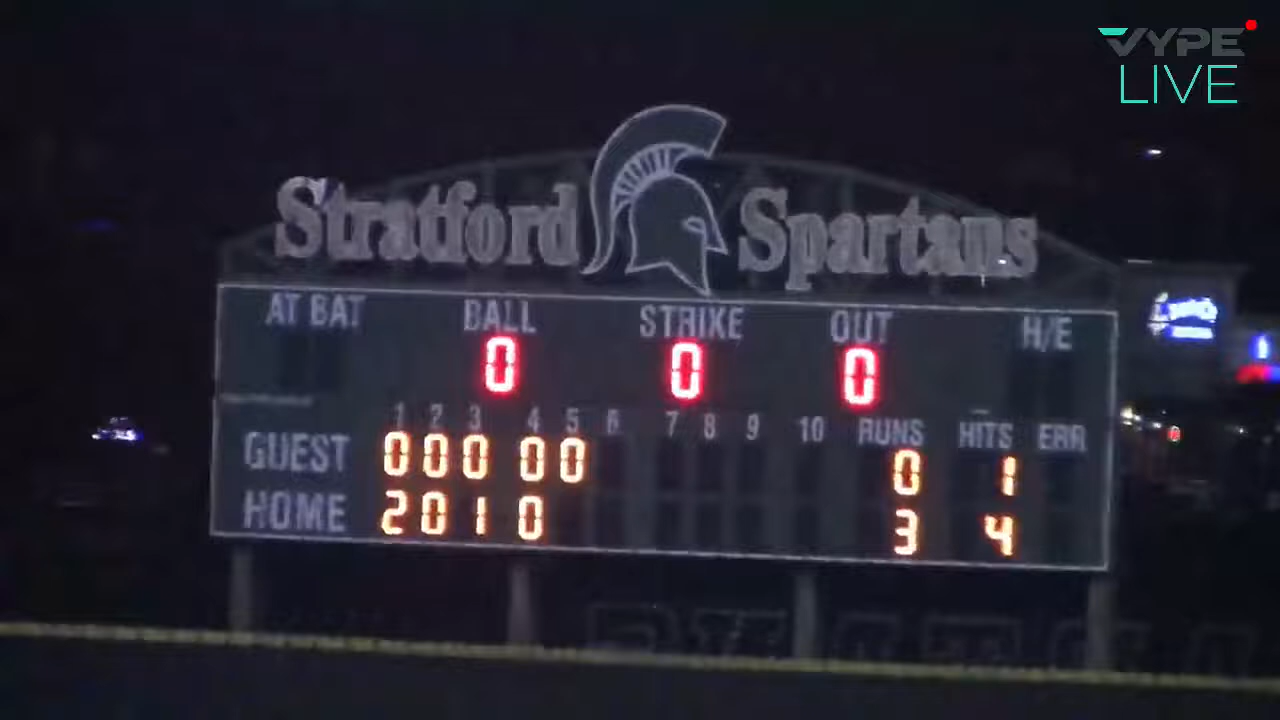 VYPE
LIVE
Stratford Spartans
AT BAT BALL STRIKE OUT H/E
0 0 0
1 2 3 4 5 6 7 8 9 10 RUNS HITS ERR
GUEST 0 0 0 0 0 0 1
HOME 2 0 1 0 3 4